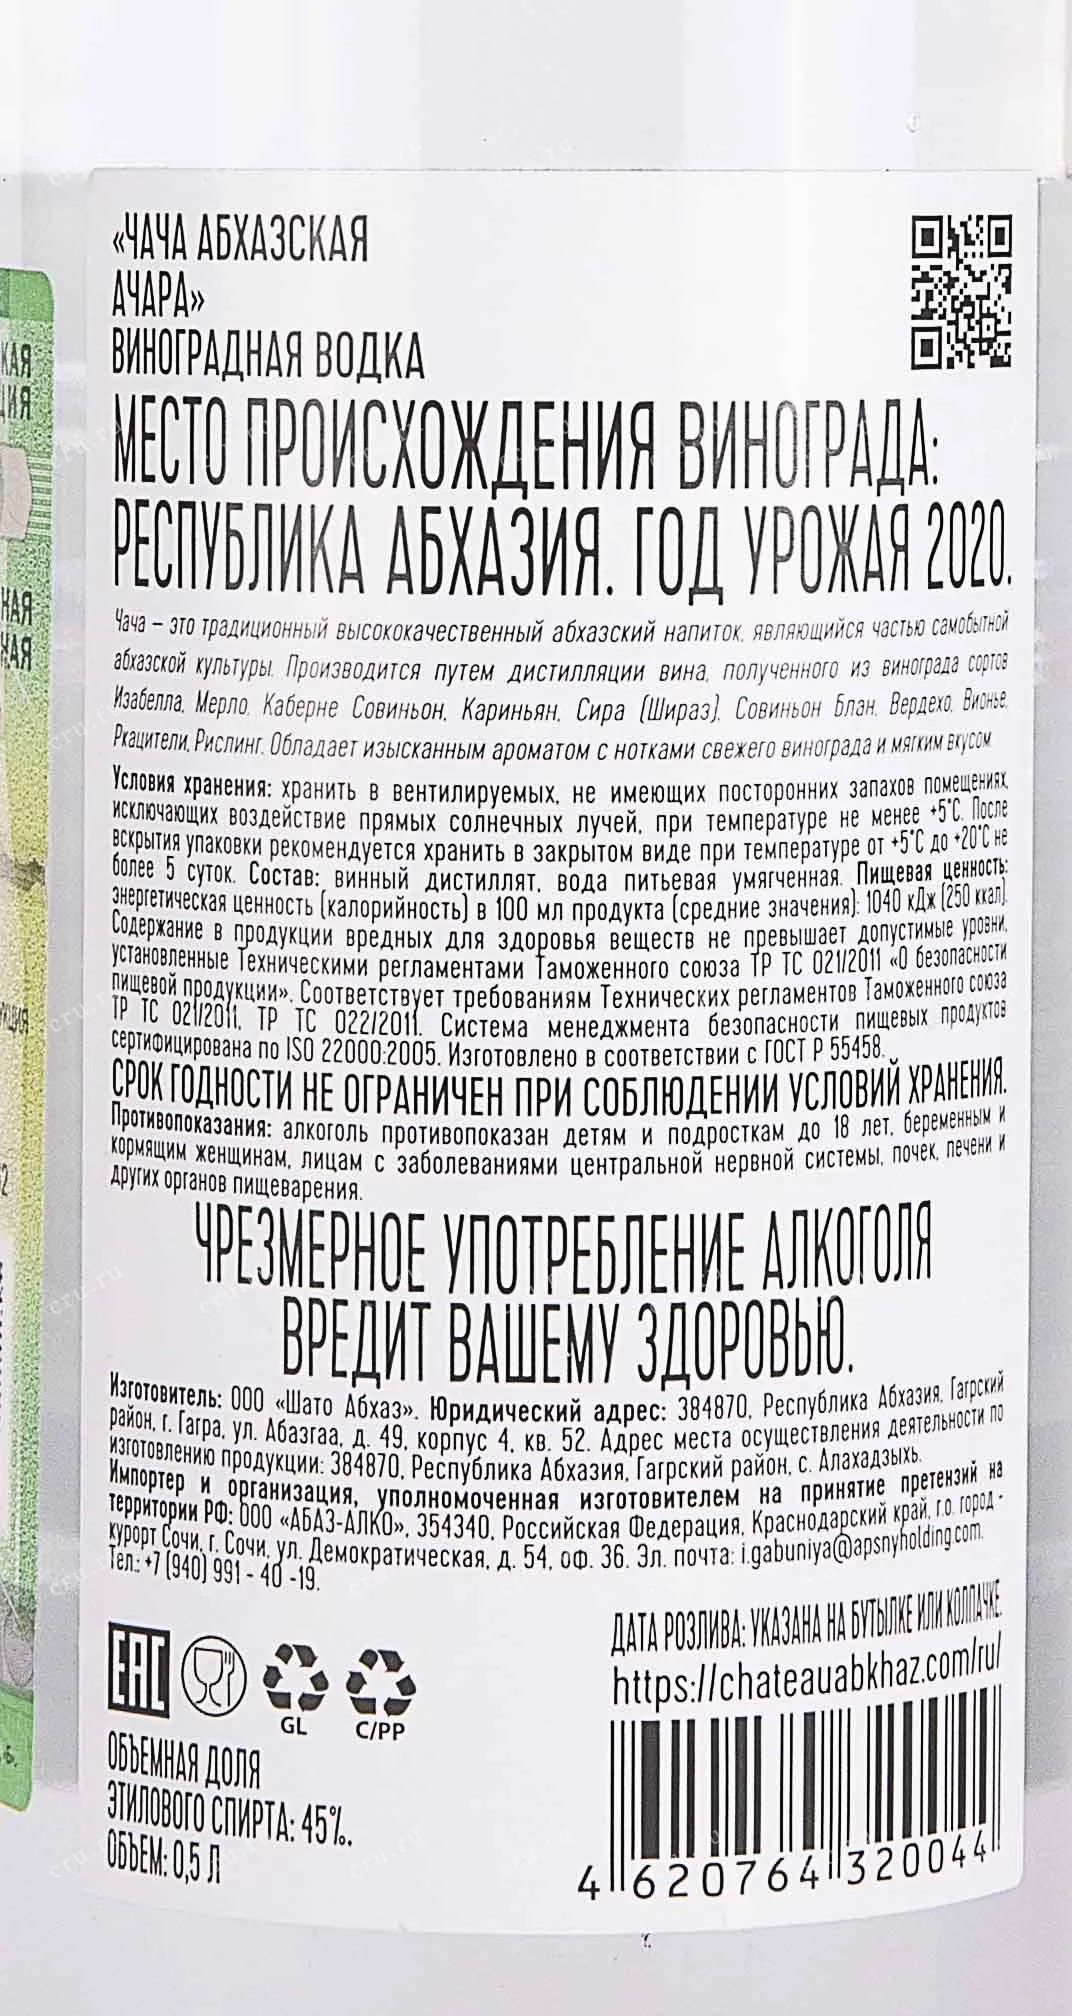 «ЧАЧА АБХАЗСКАЯ
АЧАРА»
ВИНОГРАДНАЯ ВОДКА
МЕСТО ПРОИСХОЖДЕНИЯ ВИНОГРАДА:
РЕСПУБЛИКА АБХАЗИЯ. ГОД УРОЖАЯ 2020.
Чача – это традиционный высококачественный абхазский напиток, являющийся частью самобытной
абхазской культуры. Производится путем дистилляции вина, полученного из винограда сортов
Изабелла, Мерло, Каберне Совиньон, Кариньян, Сира (Шираз), Совиньон Блан, Вердехо, Вионье,
Ркацители, Рислинг. Обладает изысканным ароматом с нотками свежего винограда и мягким вкусом.
Условия хранения: хранить в вентилируемых, не имеющих посторонних запахов помещениях,
исключающих воздействие прямых солнечных лучей, при температуре не менее +5°С. После
вскрытия упаковки рекомендуется хранить в закрытом виде при температуре от +5°С до +20°С не
более 5 суток. Состав: винный дистиллят, вода питьевая умягченная. Пищевая ценность:
энергетическая ценность (калорийность) в 100 мл продукта (средние значения): 1040 кДж (250 ккал).
Содержание в продукции вредных для здоровья веществ не превышает допустимые уровни,
установленные Техническими регламентами Таможенного союза ТР ТС 021/2011 «О безопасности
пищевой продукции». Соответствует требованиям Технических регламентов Таможенного союза
ТР ТС 021/2011, ТР ТС 022/2011. Система менеджмента безопасности пищевых продуктов
сертифицирована по ISO 22000:2005. Изготовлено в соответствии с ГОСТ Р 55458.
СРОК ГОДНОСТИ НЕ ОГРАНИЧЕН ПРИ СОБЛЮДЕНИИ УСЛОВИЙ ХРАНЕНИЯ.
Противопоказания: алкоголь противопоказан детям и подросткам до 18 лет, беременным и
кормящим женщинам, лицам с заболеваниями центральной нервной системы, почек, печени и
других органов пищеварения.
ЧРЕЗМЕРНОЕ УПОТРЕБЛЕНИЕ АЛКОГОЛЯ
ВРЕДИТ ВАШЕМУ ЗДОРОВЬЮ.
Изготовитель: ООО «Шато Абхаз». Юридический адрес: 384870, Республика Абхазия, Гагрский
район, г. Гагра, ул. Абазгаа, д. 49, корпус 4, кв. 52. Адрес места осуществления деятельности по
изготовлению продукции: 384870, Республика Абхазия, Гагрский район, с. Алахадзыхь.
Импортер и организация, уполномоченная изготовителем на принятие претензий на
территории РФ: ООО «АБАЗ-АЛКО», 354340, Российская Федерация, Краснодарский край, г.о. город -
курорт Сочи, г. Сочи, ул. Демократическая, д. 54, оф. 36. Эл. почта: i.gabuniya@apsnyholding.com.
Тел.: +7 (940) 991 - 40 -19.
ДАТА РОЗЛИВА: УКАЗАНА НА БУТЫЛКЕ ИЛИ КОЛПАЧКЕ.
https://chateauabkhaz.com/ru/
EAC
GL
C/PP
ОБЪЕМНАЯ ДОЛЯ
ЭТИЛОВОГО СПИРТА: 45%.
ОБЪЕМ: 0,5 Л
4 620764 320044